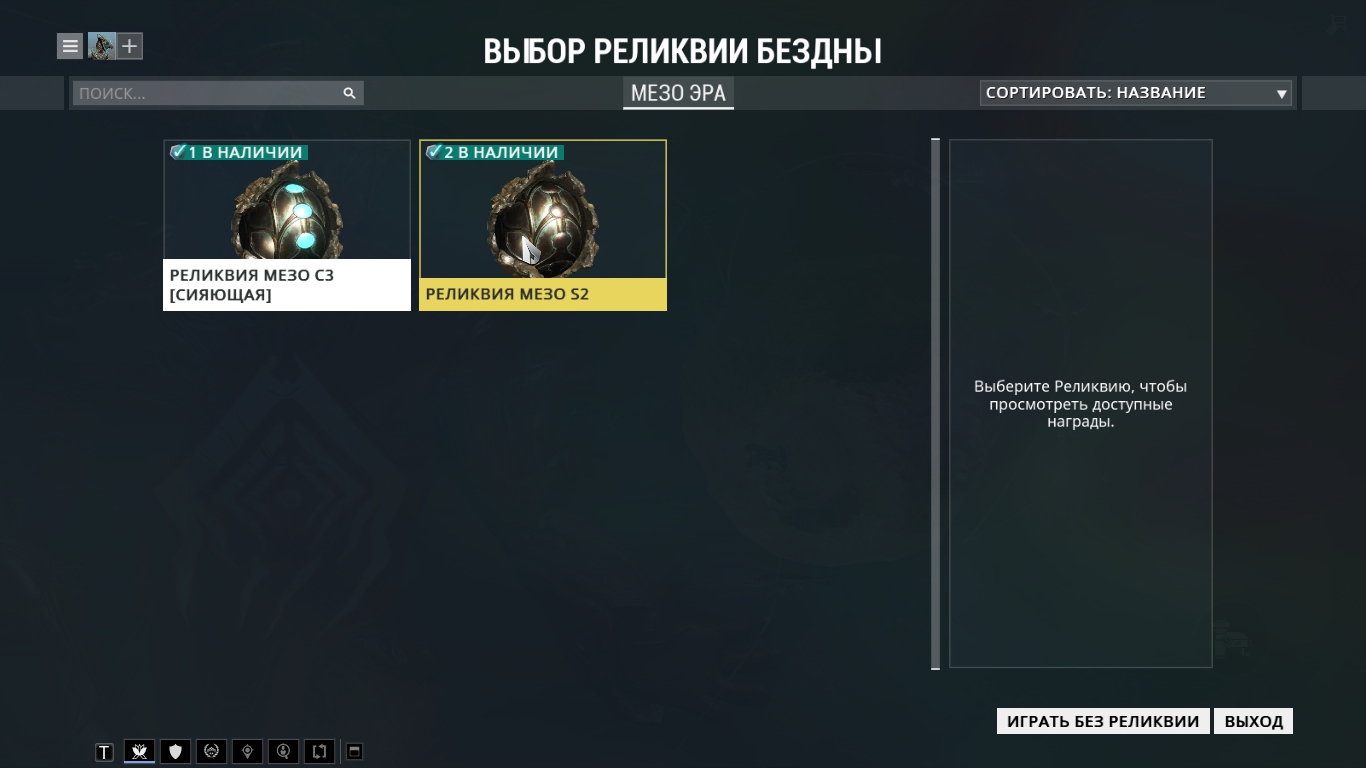 ВЫБОР РЕЛИКВИИ БЕЗДНЫ
ПОИСК...
МЕЗО ЭРА
СОРТИРОВАТЬ: НАЗВАНИЕ
1 В НАЛИЧИИ
2 В НАЛИЧИИ
РЕЛИКВИЯ МЕЗО C3
[СИЯЮЩАЯ]
РЕЛИКВИЯ МЕЗО S2
Выберите Реликвию, чтобы
просмотреть доступные
награды.
ИГРАТЬ БЕЗ РЕЛИКВИИ
ВЫХОД
T